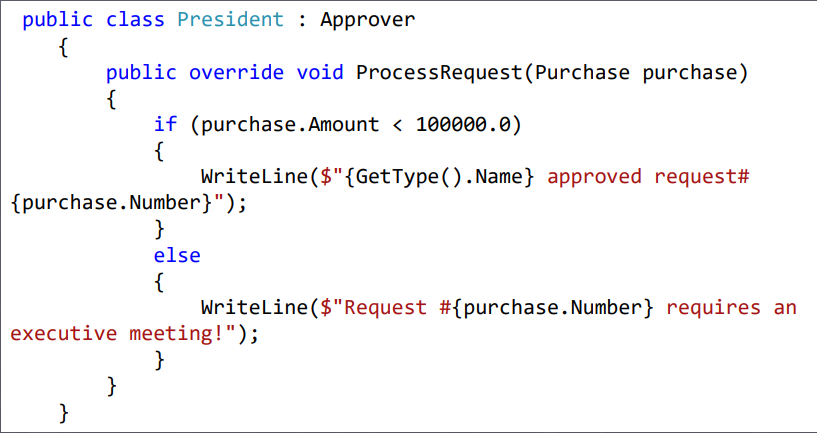 public class President : Approver
{
public override void ProcessRequest(Purchase purchase)
{
if (purchase.Amount < 100000.0)
{
WriteLine($"{GetType().Name} approved request#
{purchase.Number}");
}
else
{
WriteLine($"Request #{purchase.Number} requires an
executive meeting!");
}
}
}